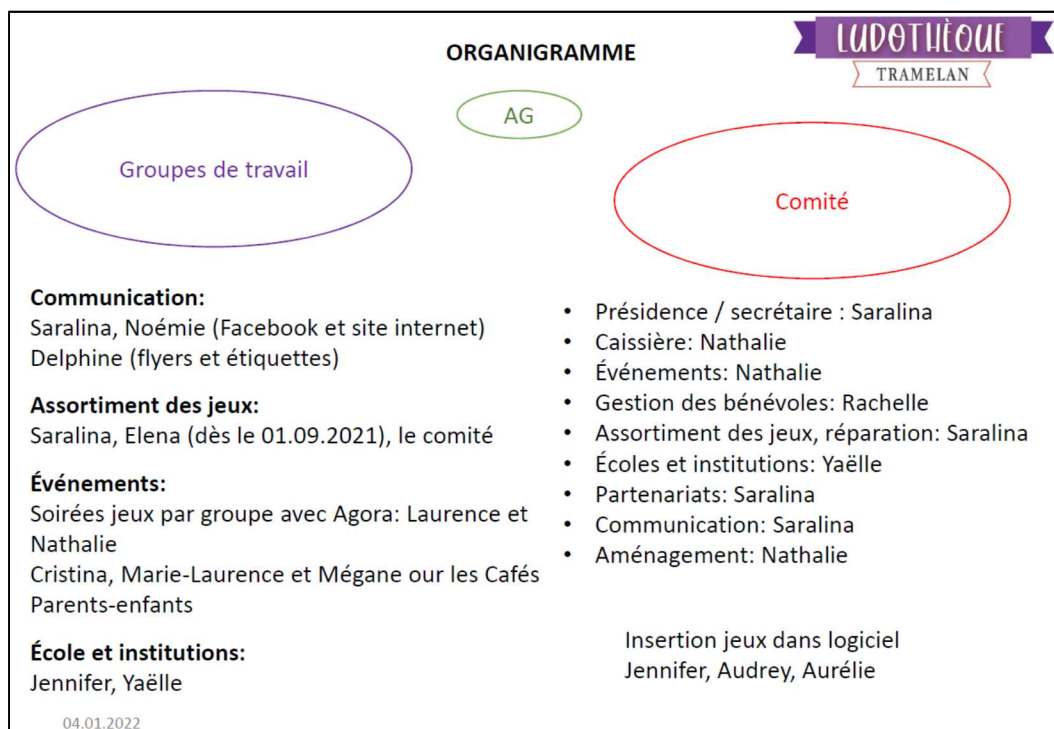 ORGANIGRAMME
LUDOTHÈQUE
TRAMELAN
AG
Groupes de travail
Comité
Communication:
Saralina, Noémie (Facebook et site internet)
Delphine (flyers et étiquettes)
Assortiment des jeux:
Saralina, Elena (dès le 01.09.2021), le comité
Événements:
Soirées jeux par groupe avec Agora: Laurence et
Nathalie
Cristina, Marie-Laurence et Mégane our les Cafés
Parents-enfants
École et institutions:
Jennifer, Yaëlle
• Présidence / secrétaire : Saralina
• Caissière: Nathalie
• Événements: Nathalie
• Gestion des bénévoles: Rachelle
• Assortiment des jeux, réparation: Saralina
• Écoles et institutions: Yaëlle
• Partenariats: Saralina
• Communication: Saralina
• Aménagement: Nathalie
Insertion jeux dans logiciel
Jennifer, Audrey, Aurélie
04.01.2022